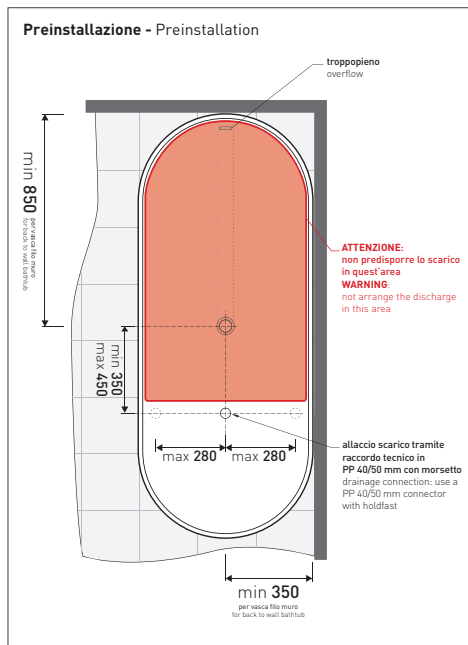 Preinstallazione - Preinstallation
troppopieno
overflow
min 850
per vasca filo muro
for back to wall bathtub
ATTENZIONE:
non predisporre lo scarico
in quest'area
WARNING:
not arrange the discharge
in this area
min 350
max 450
max 280
max 280
allaccio scarico tramite
raccordo tecnico in
PP 40/50 mm con morsetto
drainage connection: use a
PP 40/50 mm connector
with holdfast
min 350
per vasca filo muro
for back to wall bathtub